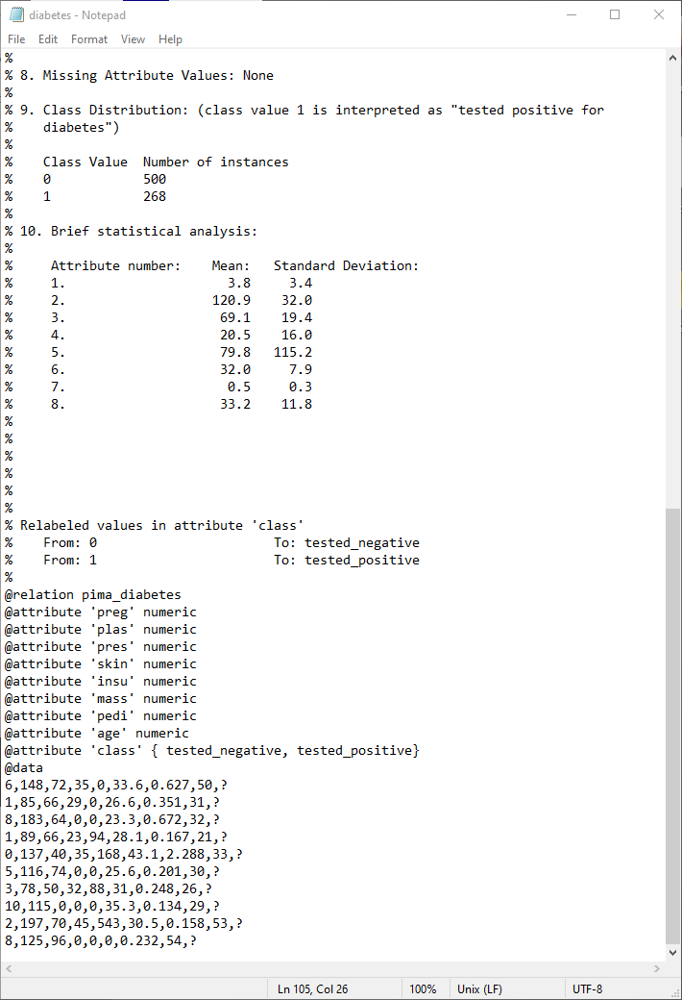 diabetes - Notepad
File Edit Format View Help
%
% 8. Missing Attribute Values: None
%
% 9. Class Distribution: (class value 1 is interpreted as "tested positive for
%    diabetes")
%
%    Class Value  Number of instances
%    0            500
%    1            268
%
% 10. Brief statistical analysis:
%
%     Attribute number:    Mean:   Standard Deviation:
%     1.                     3.8     3.4
%     2.                   120.9    32.0
%     3.                    69.1    19.4
%     4.                    20.5    16.0
%     5.                    79.8   115.2
%     6.                    32.0     7.9
%     7.                     0.5     0.3
%     8.                    33.2    11.8
%
%
%
%
%
%
% Relabeled values in attribute 'class'
%    From: 0                       To: tested_negative
%    From: 1                       To: tested_positive
%
@relation pima_diabetes
@attribute 'preg' numeric
@attribute 'plas' numeric
@attribute 'pres' numeric
@attribute 'skin' numeric
@attribute 'insu' numeric
@attribute 'mass' numeric
@attribute 'pedi' numeric
@attribute 'age' numeric
@attribute 'class' { tested_negative, tested_positive}
@data
6,148,72,35,0,33.6,0.627,50,?
1,85,66,29,0,26.6,0.351,31,?
8,183,64,0,0,23.3,0.672,32,?
1,89,66,23,94,28.1,0.167,21,?
0,137,40,35,168,43.1,2.288,33,?
5,116,74,0,0,25.6,0.201,30,?
3,78,50,32,88,31,0.248,26,?
10,115,0,0,0,35.3,0.134,29,?
2,197,70,45,543,30.5,0.158,53,?
8,125,96,0,0,0,0.232,54,?
Ln 105, Col 26 100% Unix (LF) UTF-8